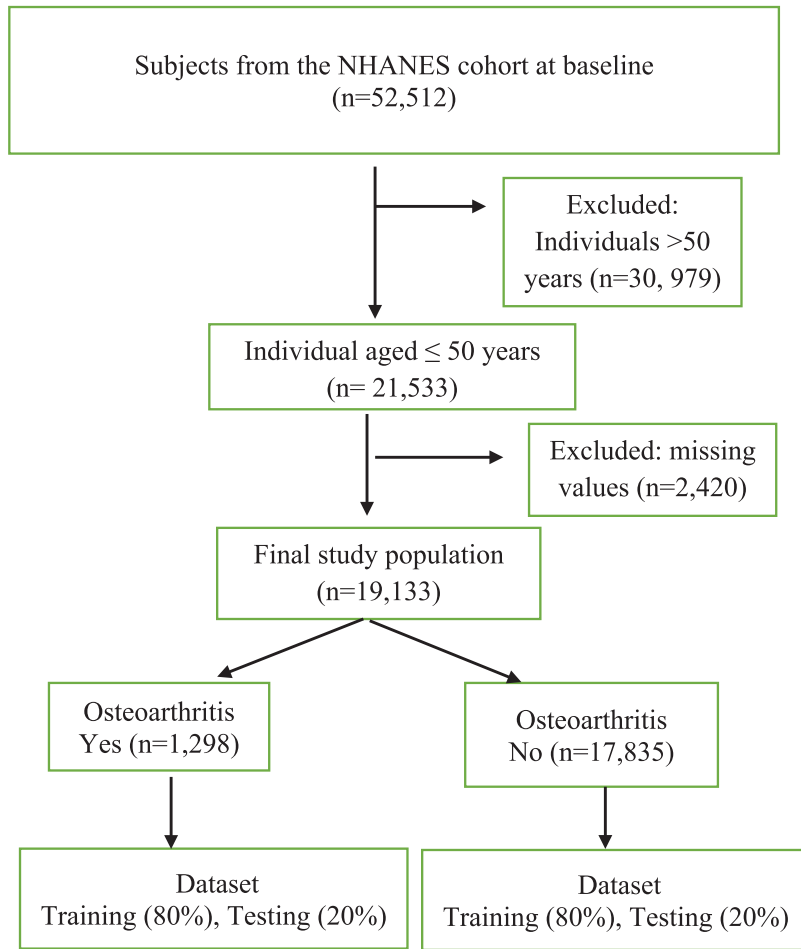 Subjects from the NHANES cohort at baseline
(n=52,512)
Excluded:
Individuals >50
years (n=30, 979)
Individual aged ≤ 50 years
(n= 21,533)
Excluded: missing
values (n=2,420)
Final study population
(n=19,133)
Osteoarthritis
Yes (n=1,298)
Osteoarthritis
No (n=17,835)
Dataset
Training (80%), Testing (20%)
Dataset
Training (80%), Testing (20%)